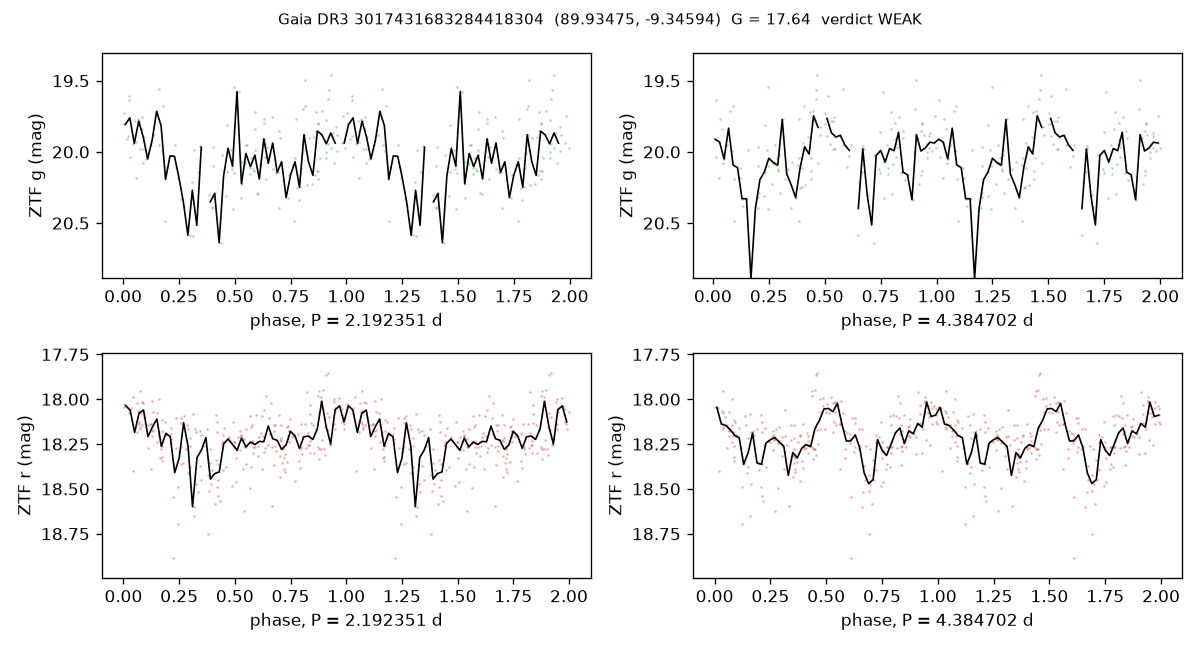 Gaia DR3 3017431683284418304  (89.93475, -9.34594)  G = 17.64  verdict WEAK
ZTF g (mag)
19.5
20.0
20.5
0.00 0.25 0.50 0.75 1.00 1.25 1.50 1.75 2.00
phase, P = 2.192351 d
ZTF g (mag)
19.5
20.0
20.5
0.00 0.25 0.50 0.75 1.00 1.25 1.50 1.75 2.00
phase, P = 4.384702 d
ZTF r (mag)
17.75
18.00
18.25
18.50
18.75
0.00 0.25 0.50 0.75 1.00 1.25 1.50 1.75 2.00
phase, P = 2.192351 d
ZTF r (mag)
17.75
18.00
18.25
18.50
18.75
0.00 0.25 0.50 0.75 1.00 1.25 1.50 1.75 2.00
phase, P = 4.384702 d